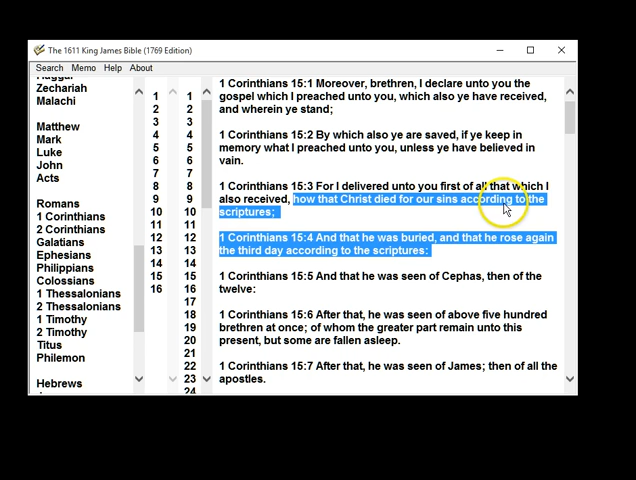 The 1611 King James Bible (1769 Edition)
Search Memo Help About
Haggai
Zechariah
Malachi
Matthew
Mark
Luke
John
Acts
Romans
1 Corinthians
2 Corinthians
Galatians
Ephesians
Philippians
Colossians
1 Thessalonians
2 Thessalonians
1 Timothy
2 Timothy
Titus
Philemon
Hebrews
1
2
3
4
5
6
7
8
9
10
11
12
13
14
15
16
1
2
3
4
5
6
7
8
9
10
11
12
13
14
15
16
17
18
19
20
21
22
23
24
1 Corinthians 15:1 Moreover, brethren, I declare unto you the
gospel which I preached unto you, which also ye have received,
and wherein ye stand;
1 Corinthians 15:2 By which also ye are saved, if ye keep in
memory what I preached unto you, unless ye have believed in
vain.
1 Corinthians 15:3 For I delivered unto you first of all that which I
also received, how that Christ died for our sins according to the
scriptures;
1 Corinthians 15:4 And that he was buried, and that he rose again
the third day according to the scriptures:
1 Corinthians 15:5 And that he was seen of Cephas, then of the
twelve:
1 Corinthians 15:6 After that, he was seen of above five hundred
brethren at once; of whom the greater part remain unto this
present, but some are fallen asleep.
1 Corinthians 15:7 After that, he was seen of James; then of all the
apostles.